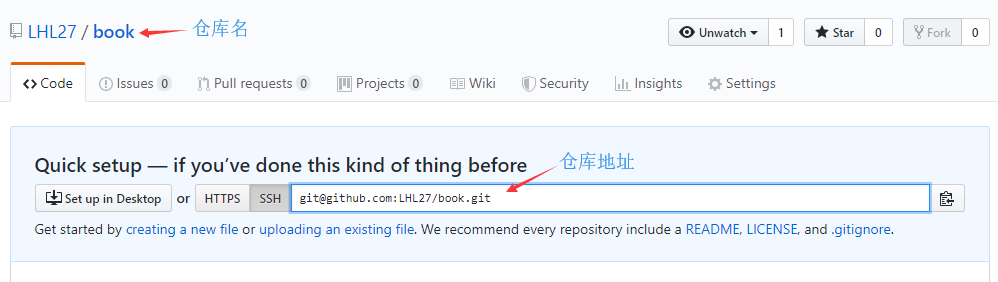 LHL27 / book 仓库名
Unwatch 1 Star 0 Fork 0
Code Issues 0 Pull requests 0 Projects 0 Wiki Security Insights Settings
Quick setup — if you've done this kind of thing before
仓库地址
Set up in Desktop or HTTPS SSH git@github.com:LHL27/book.git
Get started by creating a new file or uploading an existing file. We recommend every repository include a README, LICENSE, and .gitignore.